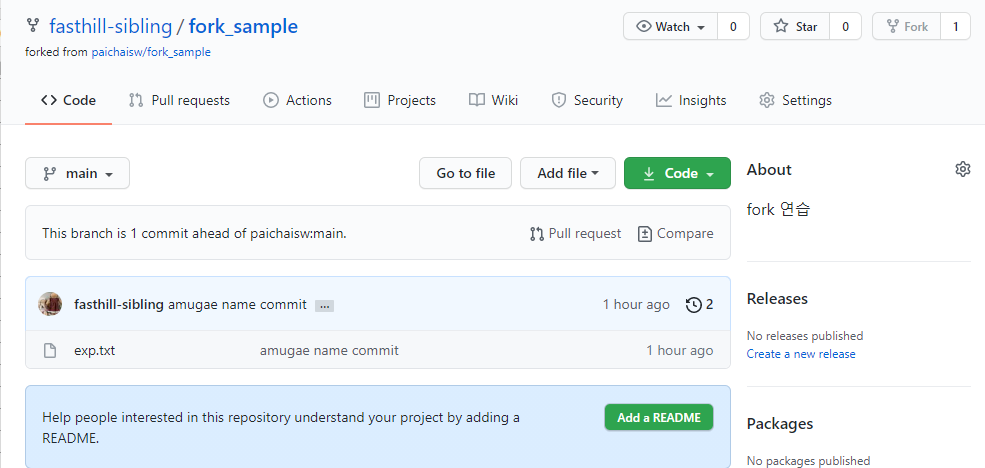 fasthill-sibling / fork_sample
Watch 0
Star 0
Fork 1
forked from paichaisw/fork_sample
Code Pull requests Actions Projects Wiki Security Insights Settings
main Go to file Add file Code
This branch is 1 commit ahead of paichaisw:main. Pull request Compare
fasthill-sibling amugae name commit ... 1 hour ago 2
exp.txt amugae name commit 1 hour ago
Help people interested in this repository understand your project by adding a
README.
Add a README
About
fork 연습
Releases
No releases published
Create a new release
Packages
No packages published